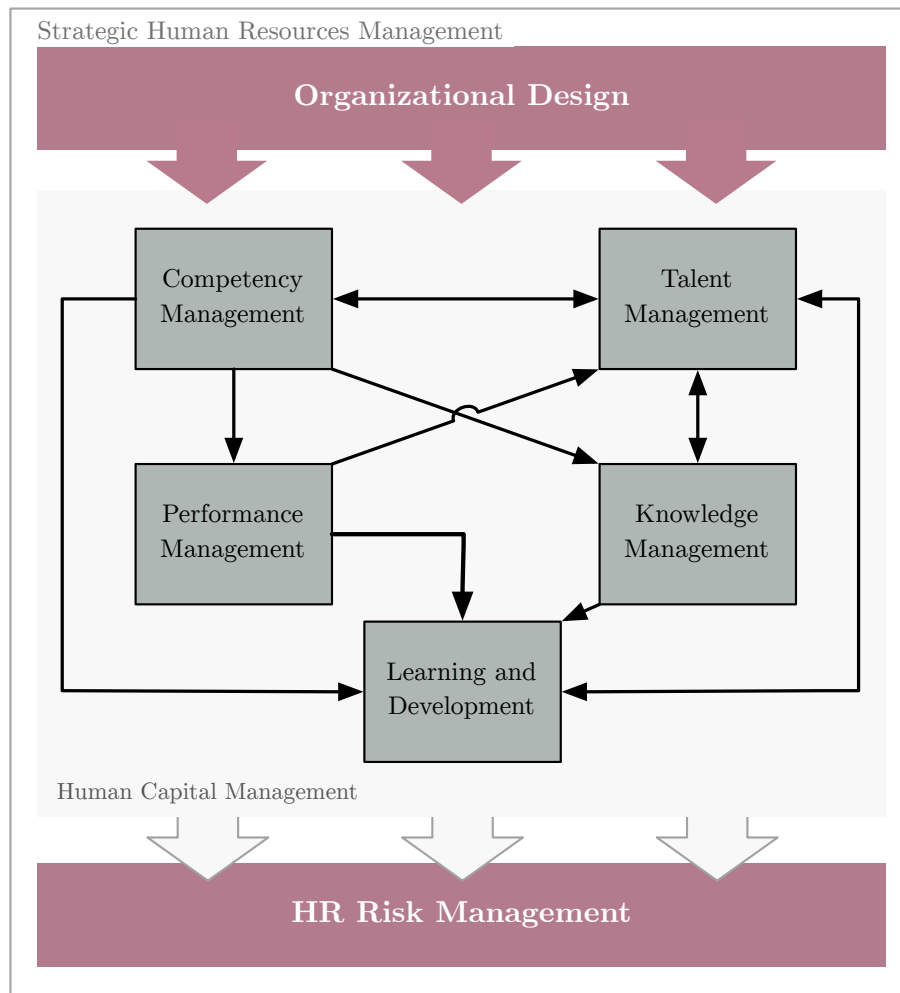 Strategic Human Resources Management
Organizational Design
Competency
Management
Talent
Management
Performance
Management
Knowledge
Management
Learning and
Development
Human Capital Management
HR Risk Management